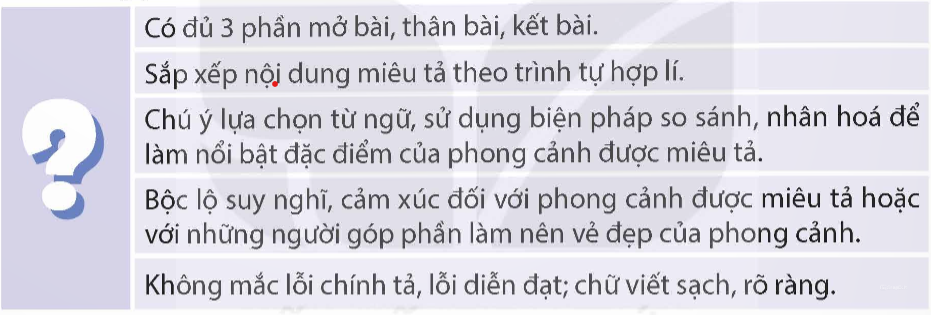 Có đủ 3 phần mở bài, thân bài, kết bài.
Sắp xếp nội dung miêu tả theo trình tự hợp lí.
Chú ý lựa chọn từ ngữ, sử dụng biện pháp so sánh, nhân hoá để
làm nổi bật đặc điểm của phong cảnh được miêu tả.
Bộc lộ suy nghĩ, cảm xúc đối với phong cảnh được miêu tả hoặc
với những người góp phần làm nên vẻ đẹp của phong cảnh.
Không mắc lỗi chính tả, lỗi diễn đạt; chữ viết sạch, rõ ràng.